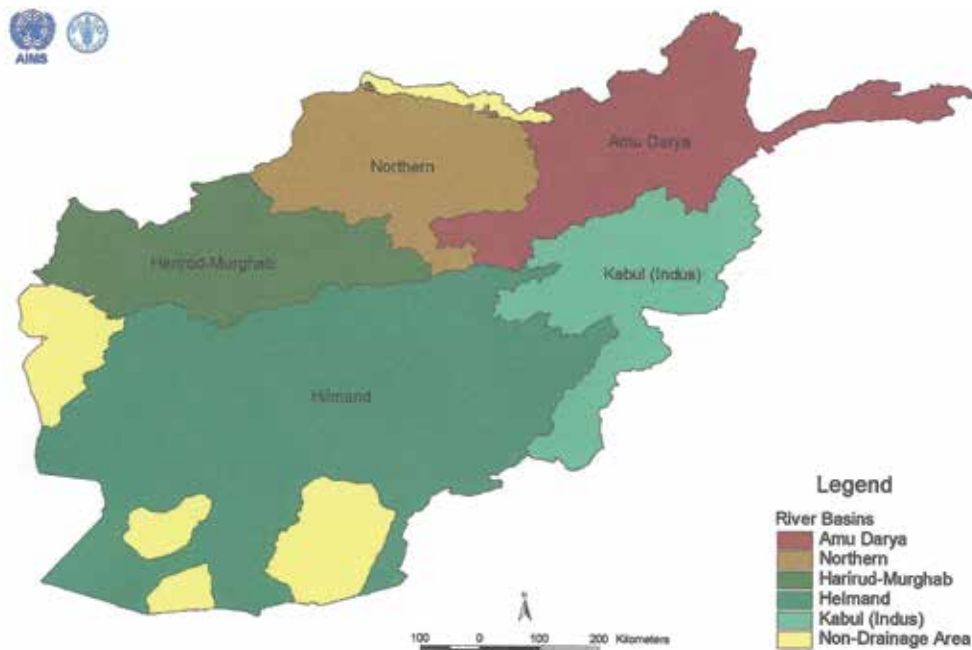 AIMS
Amu Darya
Northern
Harirud-Murghab
Kabul (Indus)
Hilmand
Legend
River Basins
Amu Darya
Northern
Harirud-Murghab
Helmand
Kabul (Indus)
Non-Drainage Area
N
100 0 100 200 Kilometers